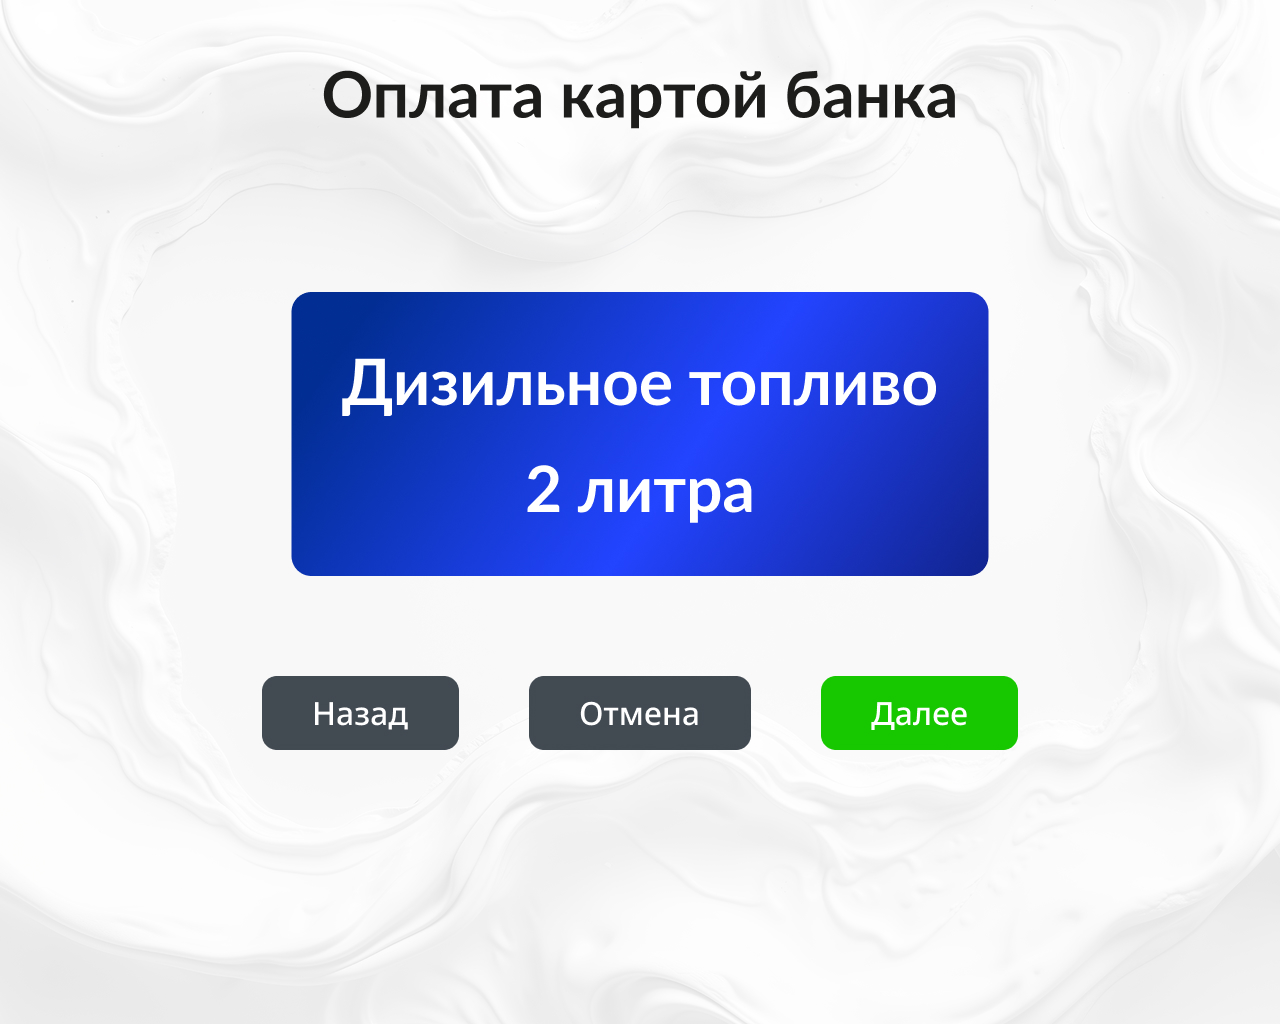 Оплата картой банка
Дизильное топливо
2 литра
Назад
Отмена
Далее